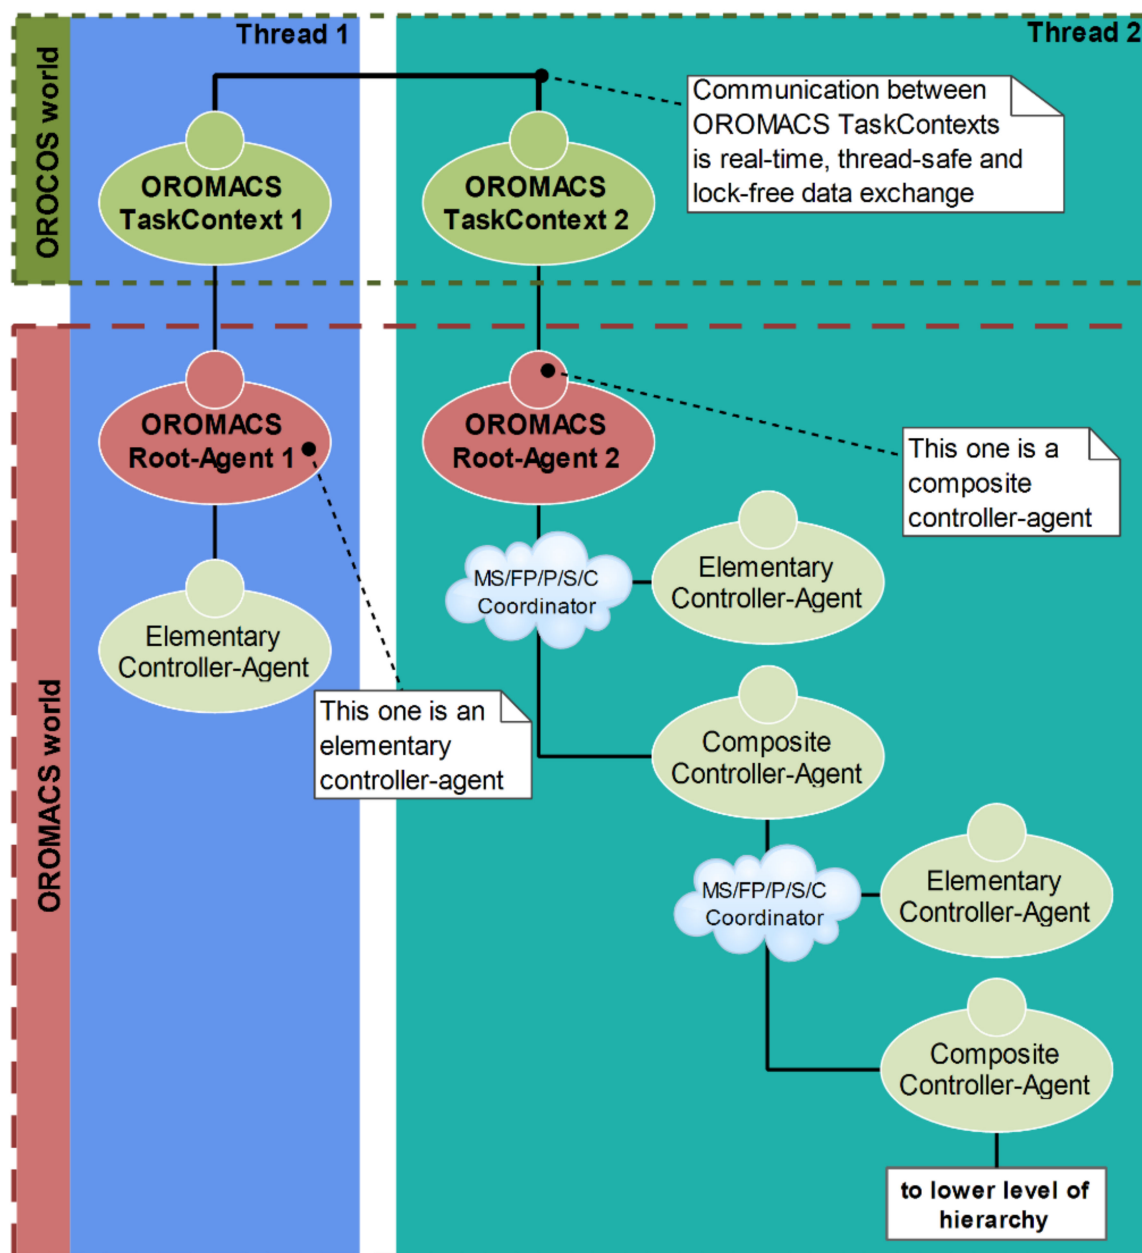 Thread 1
Thread 2
OROCOS world
Communication between
OROMACS TaskContexts
is real-time, thread-safe and
lock-free data exchange
OROMACS
TaskContext 1
OROMACS
TaskContext 2
OROMACS world
OROMACS
Root-Agent 1
OROMACS
Root-Agent 2
This one is a
composite
controller-agent
MS/FP/P/S/C
Coordinator
Elementary
Controller-Agent
Elementary
Controller-Agent
This one is an
elementary
controller-agent
Composite
Controller-Agent
MS/FP/P/S/C
Coordinator
Elementary
Controller-Agent
Composite
Controller-Agent
to lower level of
hierarchy